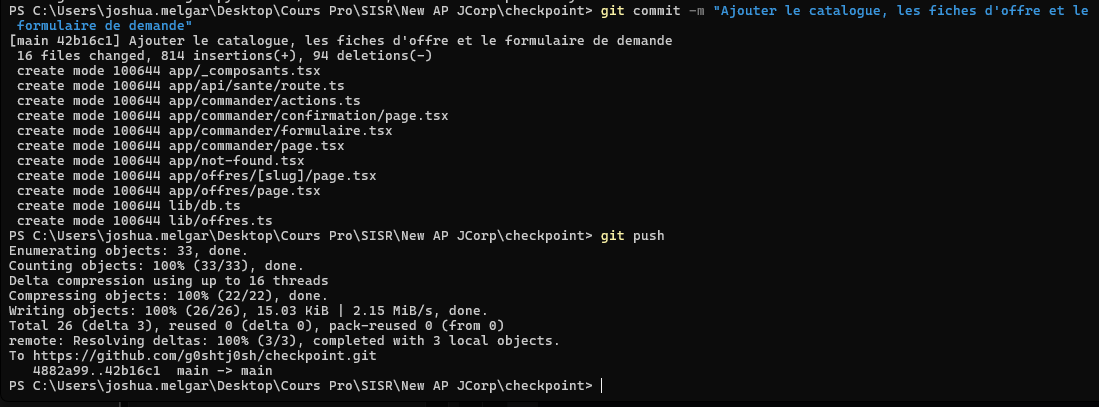 PS C:\Users\joshua.melgar\Desktop\Cours Pro\SISR\New AP JCorp\checkpoint> git commit -m "Ajouter le catalogue, les fiches d'offre et le
formulaire de demande"
[main 42b16c1] Ajouter le catalogue, les fiches d'offre et le formulaire de demande
 16 files changed, 814 insertions(+), 94 deletions(-)
 create mode 100644 app/_composants.tsx
 create mode 100644 app/api/sante/route.ts
 create mode 100644 app/commander/actions.ts
 create mode 100644 app/commander/confirmation/page.tsx
 create mode 100644 app/commander/formulaire.tsx
 create mode 100644 app/commander/page.tsx
 create mode 100644 app/not-found.tsx
 create mode 100644 app/offres/[slug]/page.tsx
 create mode 100644 app/offres/page.tsx
 create mode 100644 lib/db.ts
 create mode 100644 lib/offres.ts
PS C:\Users\joshua.melgar\Desktop\Cours Pro\SISR\New AP JCorp\checkpoint> git push
Enumerating objects: 33, done.
Counting objects: 100% (33/33), done.
Delta compression using up to 16 threads
Compressing objects: 100% (22/22), done.
Writing objects: 100% (26/26), 15.03 KiB | 2.15 MiB/s, done.
Total 26 (delta 3), reused 0 (delta 0), pack-reused 0 (from 0)
remote: Resolving deltas: 100% (3/3), completed with 3 local objects.
To https://github.com/g0shtj0sh/checkpoint.git
   4882a99..42b16c1  main -> main
PS C:\Users\joshua.melgar\Desktop\Cours Pro\SISR\New AP JCorp\checkpoint>